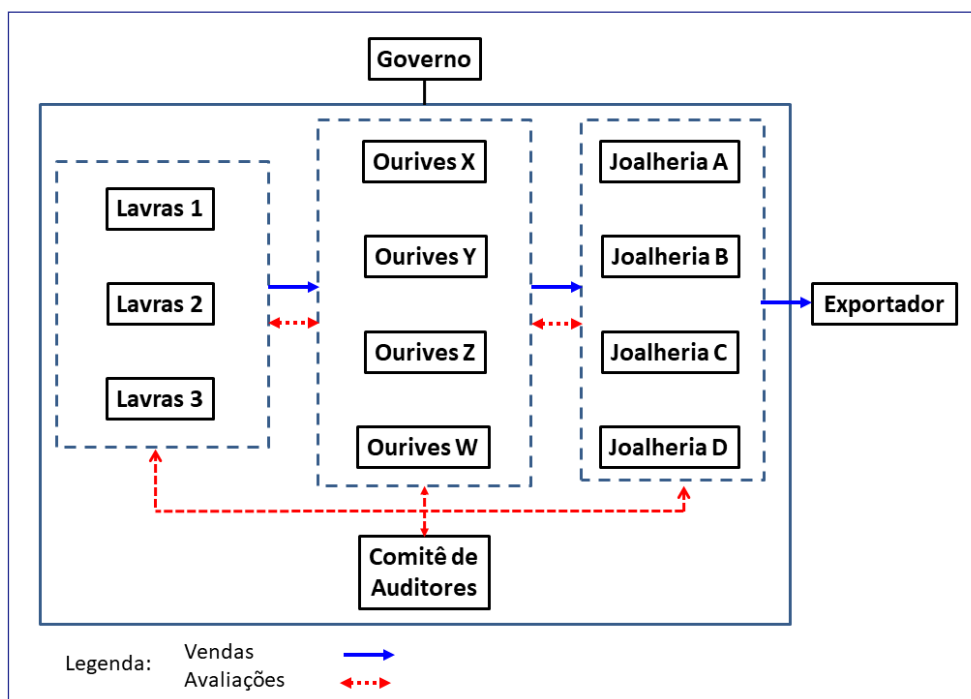 Governo
Lavras 1
Lavras 2
Lavras 3
Ourives X
Ourives Y
Ourives Z
Ourives W
Joalheria A
Joalheria B
Joalheria C
Joalheria D
Exportador
Comitê de
Auditores
Legenda:
Vendas
Avaliações